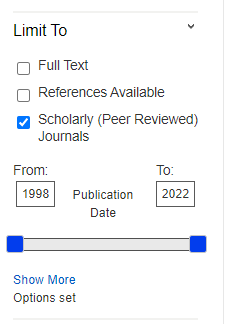 Limit To
Full Text
References Available
Scholarly (Peer Reviewed)
Journals
From:
To:
1998
Publication
Date
2022
Show More
Options set